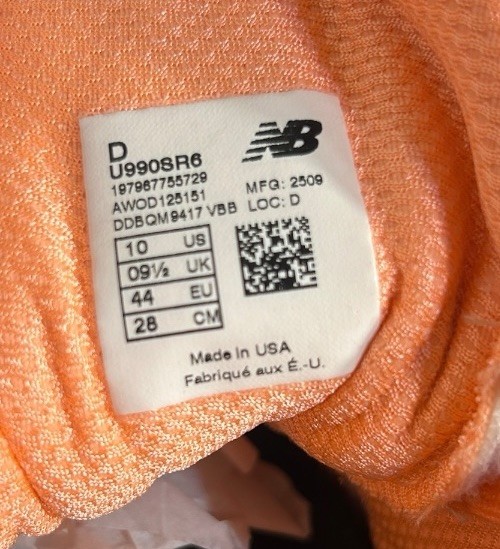 D
U990SR6
197967755729
AWOD125151
DDBQM9417 VBB
NB
MFG: 2509
LOC: D
10 US
09½ UK
44 EU
28 CM
Made in USA
Fabriqué aux É.-U.